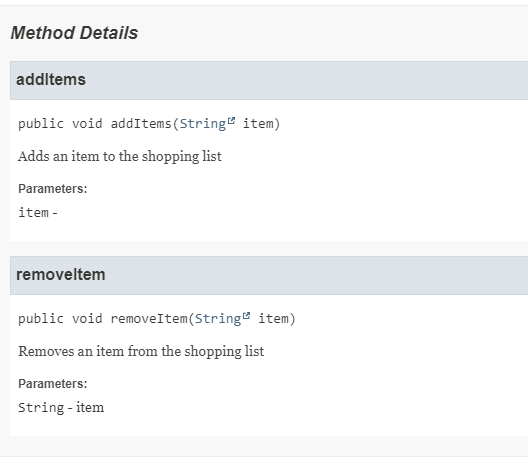 Method Details
addItems
public void addItems(String item)
Adds an item to the shopping list
Parameters:
item -
removeItem
public void removeItem(String item)
Removes an item from the shopping list
Parameters:
String - item